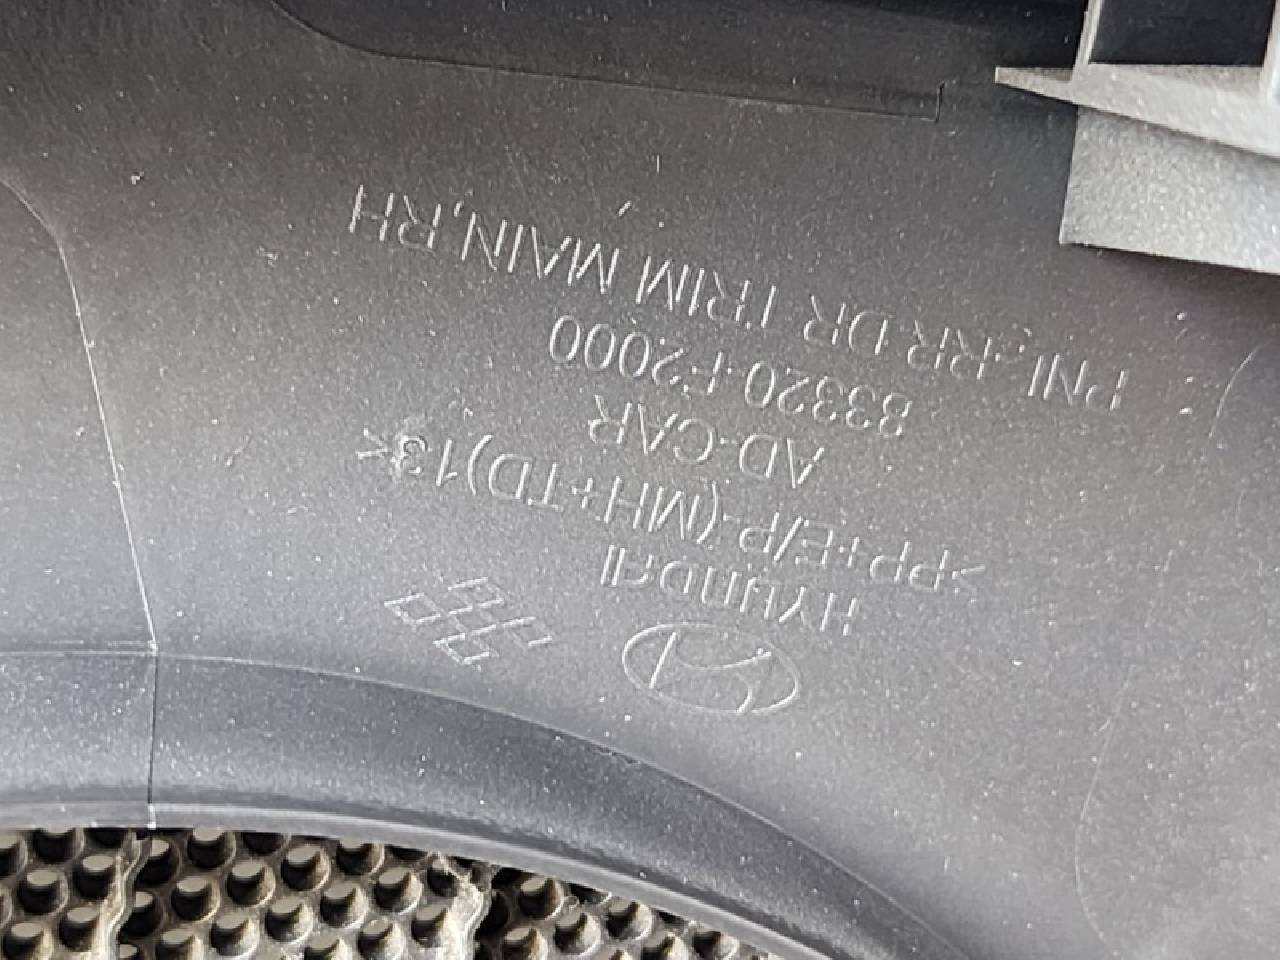 HYUNDAI
>PP+E/P-(MH+TD)13<
AD-CAR
83320-F2000
PNL,RR DR TRIM MAIN,RH